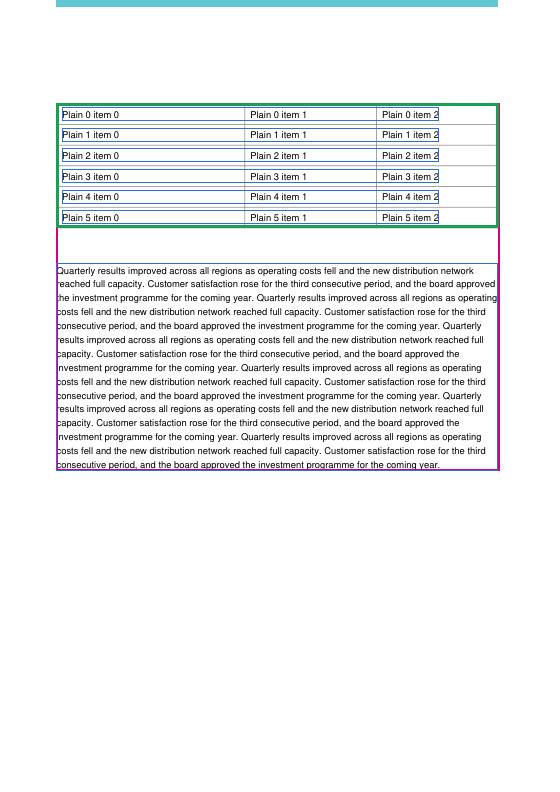 Plain 0 item 0 Plain 0 item 1 Plain 0 item 2
Plain 1 item 0 Plain 1 item 1 Plain 1 item 2
Plain 2 item 0 Plain 2 item 1 Plain 2 item 2
Plain 3 item 0 Plain 3 item 1 Plain 3 item 2
Plain 4 item 0 Plain 4 item 1 Plain 4 item 2
Plain 5 item 0 Plain 5 item 1 Plain 5 item 2
Quarterly results improved across all regions as operating costs fell and the new distribution network
reached full capacity. Customer satisfaction rose for the third consecutive period, and the board approved
the investment programme for the coming year. Quarterly results improved across all regions as operating
costs fell and the new distribution network reached full capacity. Customer satisfaction rose for the third
consecutive period, and the board approved the investment programme for the coming year. Quarterly
results improved across all regions as operating costs fell and the new distribution network reached full
capacity. Customer satisfaction rose for the third consecutive period, and the board approved the
investment programme for the coming year. Quarterly results improved across all regions as operating
costs fell and the new distribution network reached full capacity. Customer satisfaction rose for the third
consecutive period, and the board approved the investment programme for the coming year. Quarterly
results improved across all regions as operating costs fell and the new distribution network reached full
capacity. Customer satisfaction rose for the third consecutive period, and the board approved the
investment programme for the coming year. Quarterly results improved across all regions as operating
costs fell and the new distribution network reached full capacity. Customer satisfaction rose for the third
consecutive period, and the board approved the investment programme for the coming year.